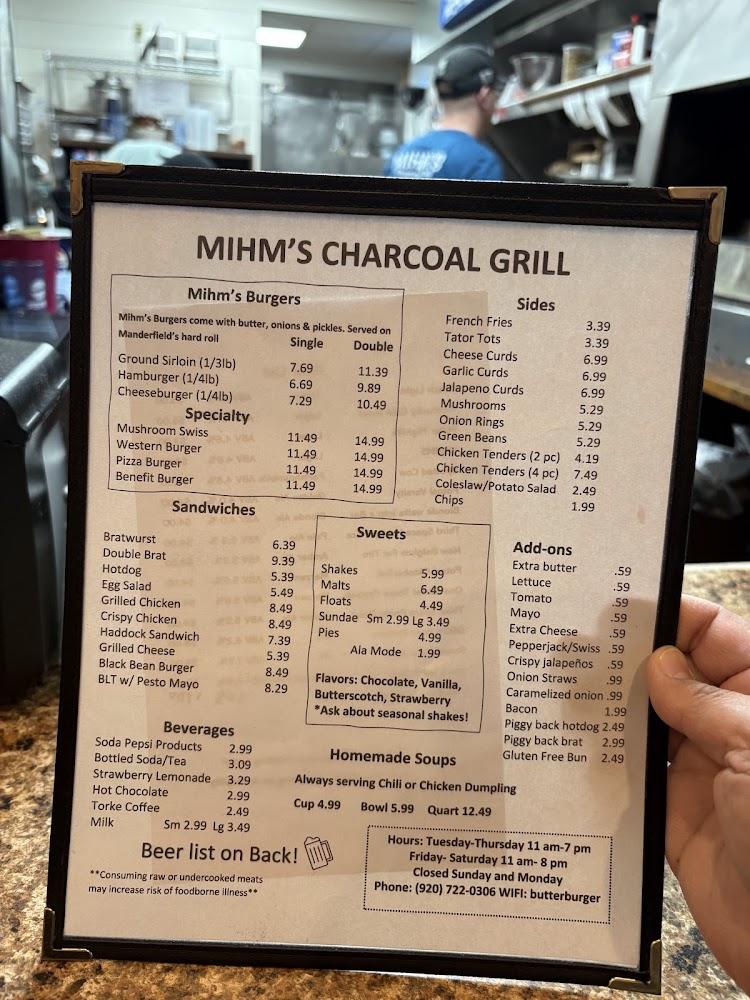 MIHM'S
MIHM'S CHARCOAL GRILL
Mihm's Burgers
Mihm's Burgers come with butter, onions & pickles. Served on
Manderfield's hard roll
Single Double
Ground Sirloin (1/3lb) 7.69 11.39
Hamburger (1/4lb) 6.69 9.89
Cheeseburger (1/4lb) 7.29 10.49
Specialty
Mushroom Swiss 11.49 14.99
Western Burger 11.49 14.99
Pizza Burger 11.49 14.99
Benefit Burger 11.49 14.99
Sides
French Fries 3.39
Tator Tots 3.39
Cheese Curds 6.99
Garlic Curds 6.99
Jalapeno Curds 6.99
Mushrooms 5.29
Onion Rings 5.29
Green Beans 5.29
Chicken Tenders (2 pc) 4.19
Chicken Tenders (4 pc) 7.49
Coleslaw/Potato Salad 2.49
Chips 1.99
Sandwiches
Bratwurst 6.39
Double Brat 9.39
Hotdog 5.39
Egg Salad 5.49
Grilled Chicken 8.49
Crispy Chicken 8.49
Haddock Sandwich 7.39
Grilled Cheese 5.39
Black Bean Burger 8.49
BLT w/ Pesto Mayo 8.29
Sweets
Shakes 5.99
Malts 6.49
Floats 4.49
Sundae Sm 2.99 Lg 3.49
Pies 4.99
Ala Mode 1.99
Flavors: Chocolate, Vanilla,
Butterscotch, Strawberry
*Ask about seasonal shakes!
Add-ons
Extra butter .59
Lettuce .59
Tomato .59
Mayo .59
Extra Cheese .59
Pepperjack/Swiss .59
Crispy jalapeños .59
Onion Straws .99
Caramelized onion .99
Bacon 1.99
Piggy back hotdog 2.49
Piggy back brat 2.99
Gluten Free Bun 2.49
Beverages
Soda Pepsi Products 2.99
Bottled Soda/Tea 3.09
Strawberry Lemonade 3.29
Hot Chocolate 2.99
Torke Coffee 2.49
Milk Sm 2.99 Lg 3.49
Homemade Soups
Always serving Chili or Chicken Dumpling
Cup 4.99 Bowl 5.99 Quart 12.49
Beer list on Back!
**Consuming raw or undercooked meats
may increase risk of foodborne illness**
Hours: Tuesday-Thursday 11 am-7 pm
Friday- Saturday 11 am- 8 pm
Closed Sunday and Monday
Phone: (920) 722-0306 WIFI: butterburger